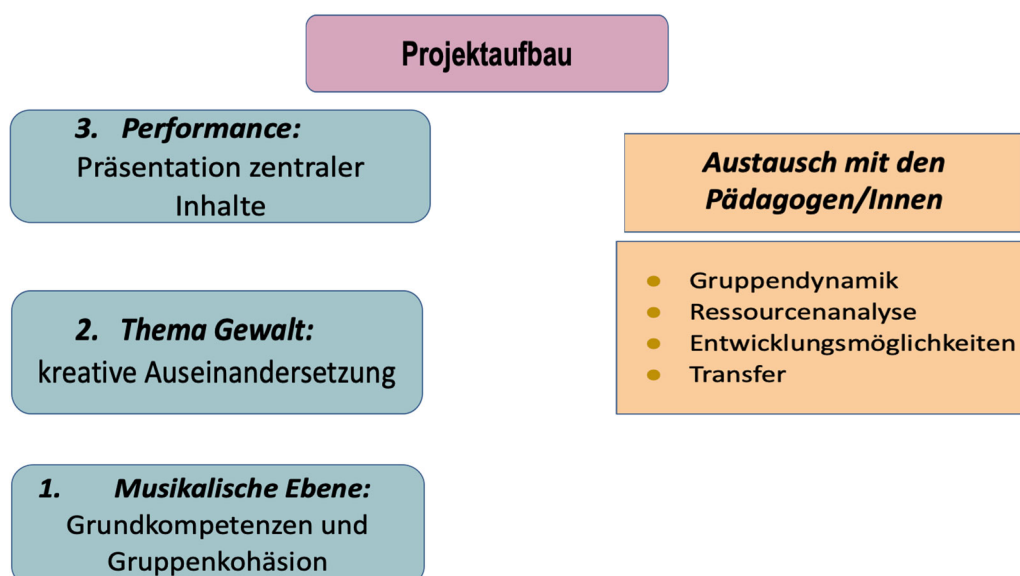 Projektaufbau
3. Performance:
Präsentation zentraler
Inhalte
2. Thema Gewalt:
kreative Auseinandersetzung
1. Musikalische Ebene:
Grundkompetenzen und
Gruppenkohäsion
Austausch mit den
Pädagogen/Innen
Gruppendynamik
Ressourcenanalyse
Entwicklungsmöglichkeiten
Transfer